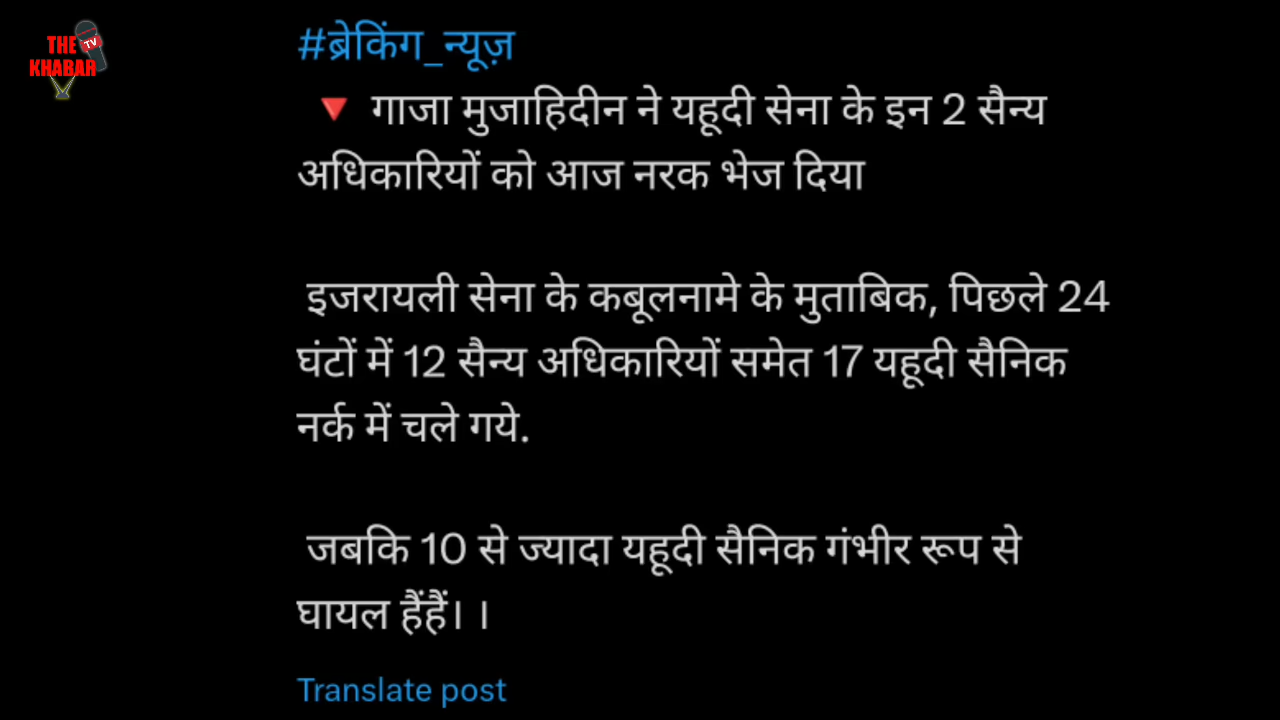 THE
TV
KHABAR
#ब्रेकिंग_न्यूज़
🔻 गाजा मुजाहिदीन ने यहूदी सेना के इन 2 सैन्य
अधिकारियों को आज नरक भेज दिया
इजरायली सेना के कबूलनामे के मुताबिक, पिछले 24
घंटों में 12 सैन्य अधिकारियों समेत 17 यहूदी सैनिक
नर्क में चले गये.
जबकि 10 से ज्यादा यहूदी सैनिक गंभीर रूप से
घायल हैंहैं। ।
Translate post